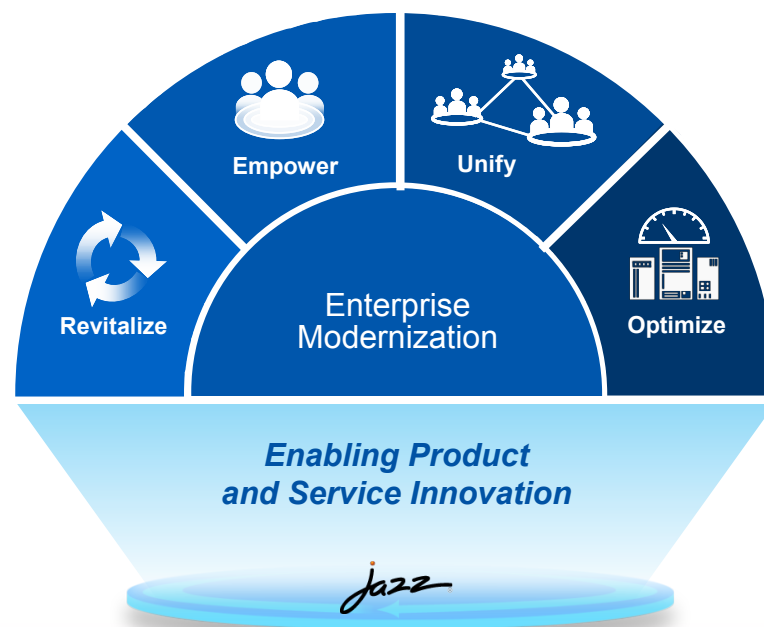 Empower
Unify
Revitalize
Optimize
Enterprise
Modernization
Enabling Product
and Service Innovation
jazz